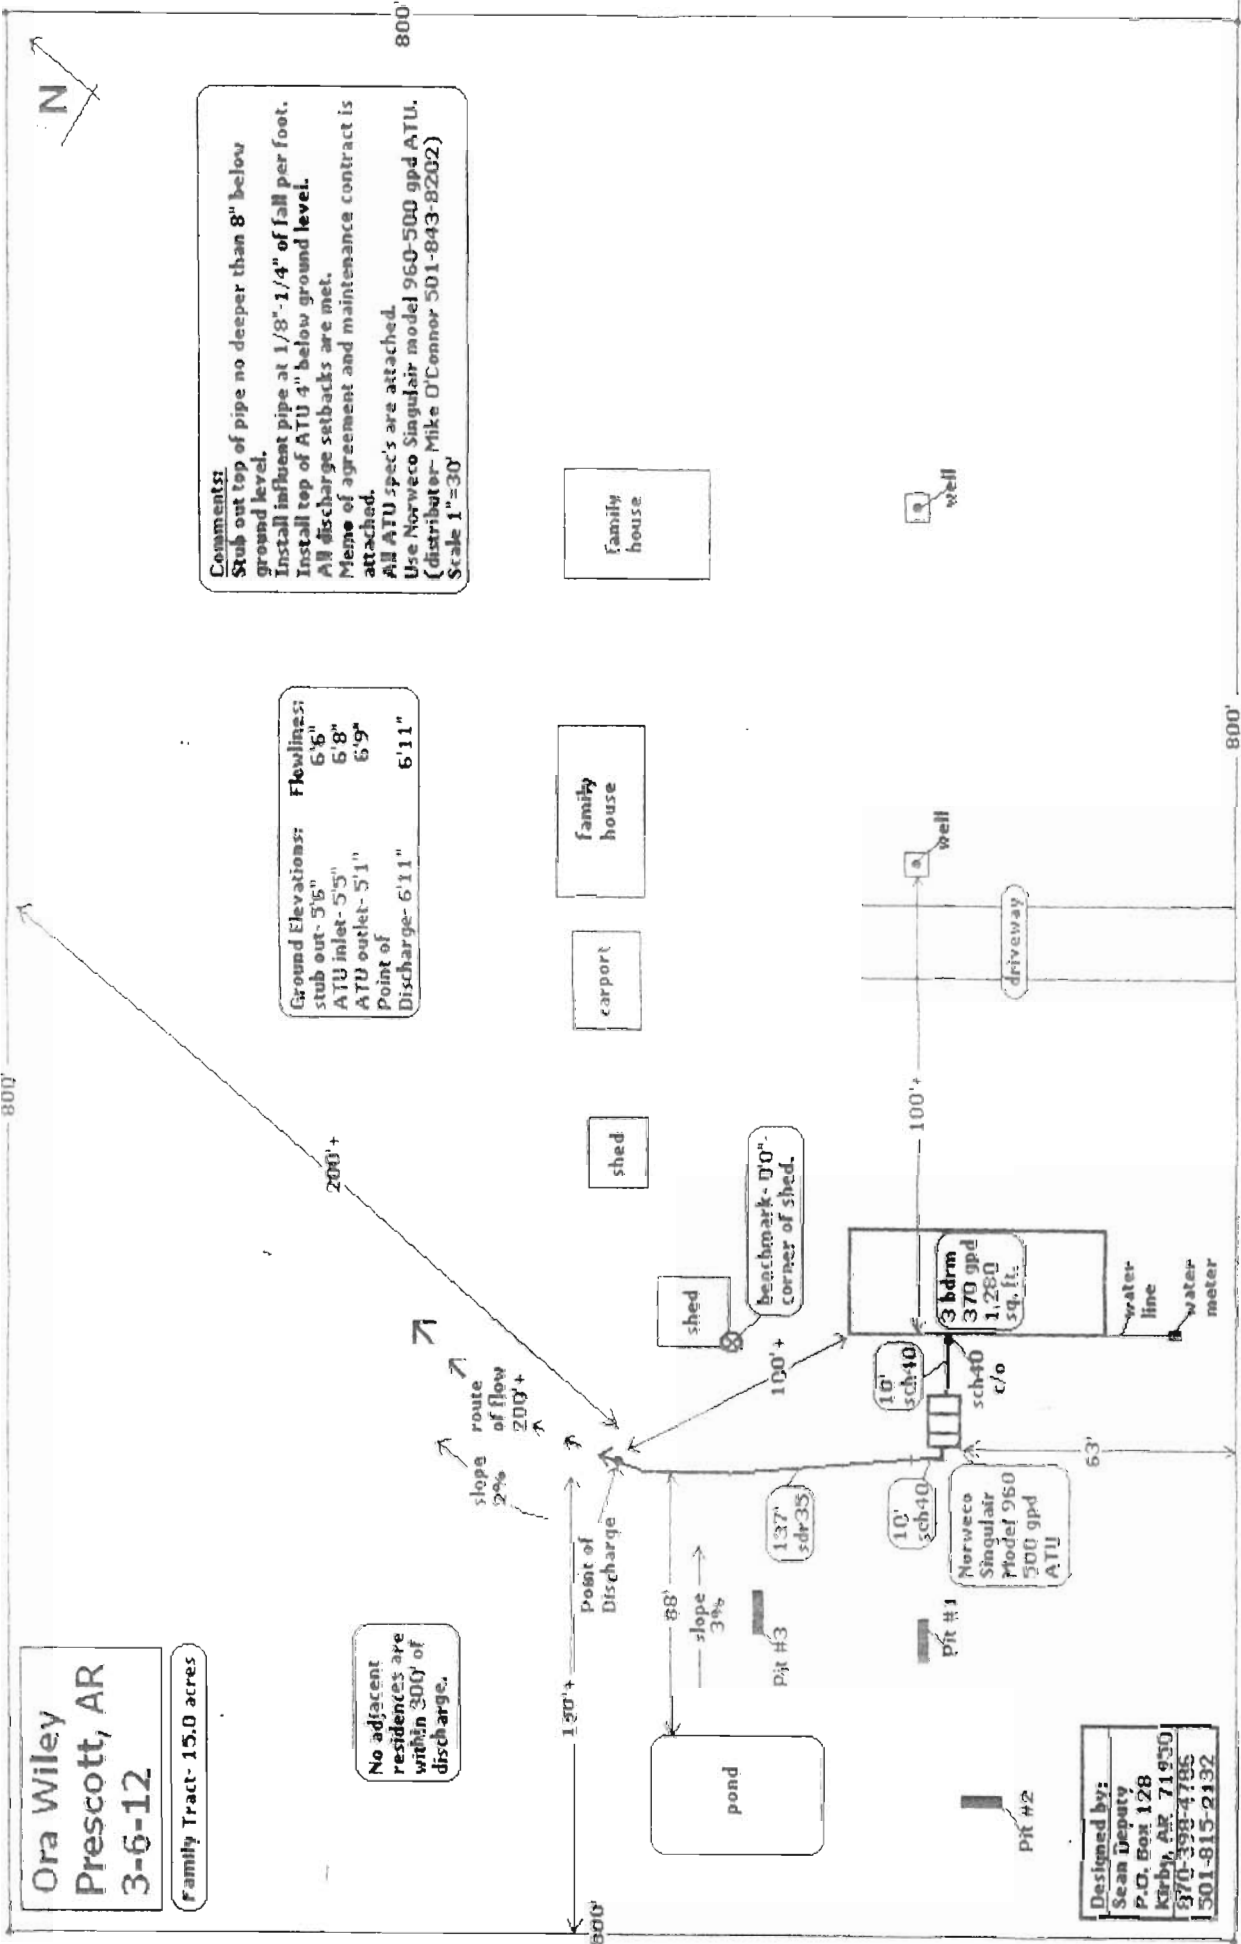 Ora Wiley
Prescott, AR
3-6-12
Family Tract- 15.0 acres
800'
N
No adjacent
residences are
within 300' of
discharge.
200'+
Ground Elevations: Flowlines:
stub out- 5'6" 6'6"
ATU inlet- 5'5" 6'8"
ATU outlet- 5'1" 6'9"
Point of
Discharge- 6'11" 6'11"
Comments:
Stub out top of pipe no deeper than 8" below
ground level.
Install influent pipe at 1/8"-1/4" of fall per foot.
Install top of ATU 4" below ground level.
All discharge setbacks are met.
Memo of agreement and maintenance contract is
attached.
All ATU spec's are attached.
Use Norweco Singulair model 960-500 gpd ATU.
(distributor- Mike O'Connor 501-843-8202)
Scale 1"=30'
800'
slope
2%
route
of flow
200'+
800'
150'+
Point of
Discharge
88'
slope
3%
pond
Pit #3
Pit #1
Pit #2
shed
shed
carport
family
house
Family
house
benchmark- 0'0"-
corner of shed.
100'+
137'
sdr35
10'
sch40
10'
sch40
sch40
c/o
3 bdrm
370 gpd
1,280
sq. ft.
100'+
well
well
driveway
Norweco
Singulair
Model 960
500 gpd
ATU
63'
water
line
water
meter
800'
Designed by:
Sean Deputy
P.O. Box 128
Kirby, AR 71950
870-398-4786
501-815-2132